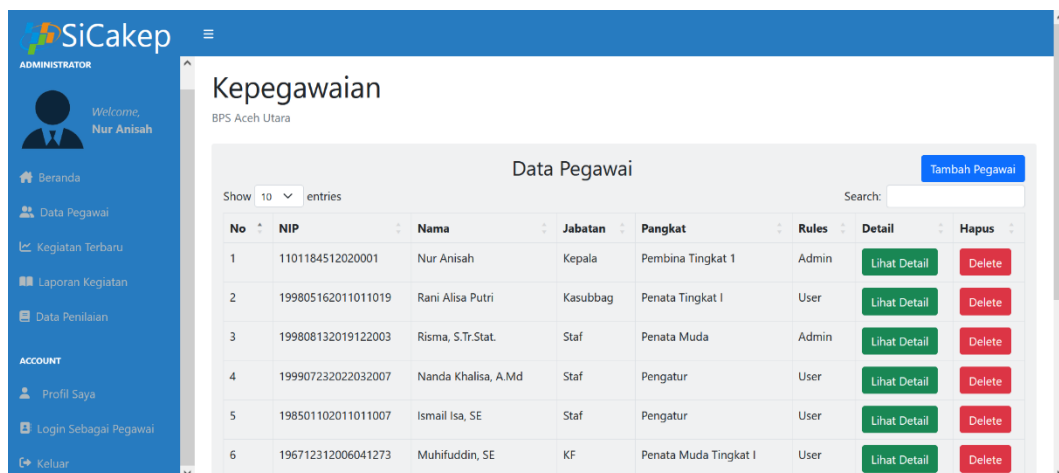 SiCakep
ADMINISTRATOR
Welcome,
Nur Anisah
Beranda
Data Pegawai
Kegiatan Terbaru
Laporan Kegiatan
Data Penilaian
ACCOUNT
Profil Saya
Login Sebagai Pegawai
Keluar
Kepegawaian
BPS Aceh Utara
Data Pegawai
Tambah Pegawai
Show 10 entries Search:
No NIP Nama Jabatan Pangkat Rules Detail Hapus
1 1101184512020001 Nur Anisah Kepala Pembina Tingkat 1 Admin Lihat Detail Delete
2 199805162011011019 Rani Alisa Putri Kasubbag Penata Tingkat I User Lihat Detail Delete
3 199808132019122003 Risma, S.Tr.Stat. Staf Penata Muda Admin Lihat Detail Delete
4 199907232022032007 Nanda Khalisa, A.Md Staf Pengatur User Lihat Detail Delete
5 198501102011011007 Ismail Isa, SE Staf Pengatur User Lihat Detail Delete
6 196712312006041273 Muhifuddin, SE KF Penata Muda Tingkat I User Lihat Detail Delete